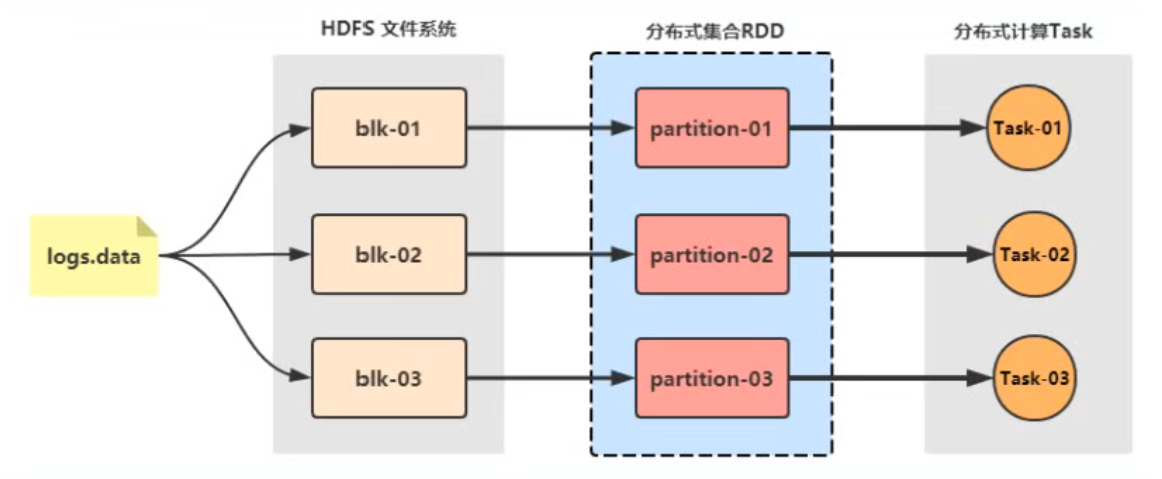 HDFS 文件系统
分布式集合RDD
分布式计算Task
blk-01
partition-01
Task-01
logs.data
blk-02
partition-02
Task-02
blk-03
partition-03
Task-03